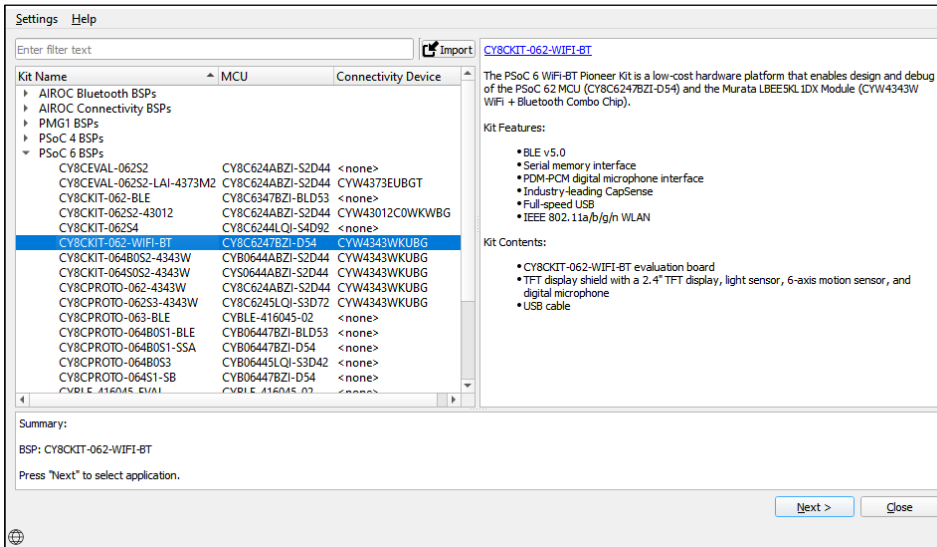 Settings Help
Enter filter text
Import
Kit Name MCU Connectivity Device
AIROC Bluetooth BSPs
AIROC Connectivity BSPs
PMG1 BSPs
PSoC 4 BSPs
PSoC 6 BSPs
CY8CEVAL-062S2 CY8C624ABZI-S2D44 <none>
CY8CEVAL-062S2-LAI-4373M2 CY8C624ABZI-S2D44 CYW4373EUBGT
CY8CKIT-062-BLE CY8C6347BZI-BLD53 <none>
CY8CKIT-062S2-43012 CY8C624ABZI-S2D44 CYW43012C0WKWBG
CY8CKIT-062S4 CY8C6244LQI-S4D92 <none>
CY8CKIT-062-WIFI-BT CY8C6247BZI-D54 CYW4343WKUBG
CY8CKIT-064B0S2-4343W CYB0644ABZI-S2D44 CYW4343WKUBG
CY8CKIT-064S0S2-4343W CYS0644ABZI-S2D44 CYW4343WKUBG
CY8CPROTO-062-4343W CY8C624ABZI-S2D44 CYW4343WKUBG
CY8CPROTO-062S3-4343W CY8C6245LQI-S3D72 CYW4343WKUBG
CY8CPROTO-063-BLE CYBLE-416045-02 <none>
CY8CPROTO-064B0S1-BLE CYB06447BZI-BLD53 <none>
CY8CPROTO-064B0S1-SSA CYB06447BZI-D54 <none>
CY8CPROTO-064B0S3 CYB06445LQI-S3D42 <none>
CY8CPROTO-064S1-SB CYB06447BZI-D54 <none>
CYBLE-416045-EVAL CYBLE-416045-02 <none>
CY8CKIT-062-WIFI-BT
The PSoC 6 WiFi-BT Pioneer Kit is a low-cost hardware platform that enables design and debug
of the PSoC 62 MCU (CY8C6247BZI-D54) and the Murata LBEE5KL1DX Module (CYW4343W
WiFi + Bluetooth Combo Chip).
Kit Features:
•BLE v5.0
•Serial memory interface
•PDM-PCM digital microphone interface
•Industry-leading CapSense
•Full-speed USB
•IEEE 802.11a/b/g/n WLAN
Kit Contents:
•CY8CKIT-062-WIFI-BT evaluation board
•TFT display shield with a 2.4" TFT display, light sensor, 6-axis motion sensor, and
digital microphone
•USB cable
Summary:
BSP: CY8CKIT-062-WIFI-BT
Press "Next" to select application.
Next > Close